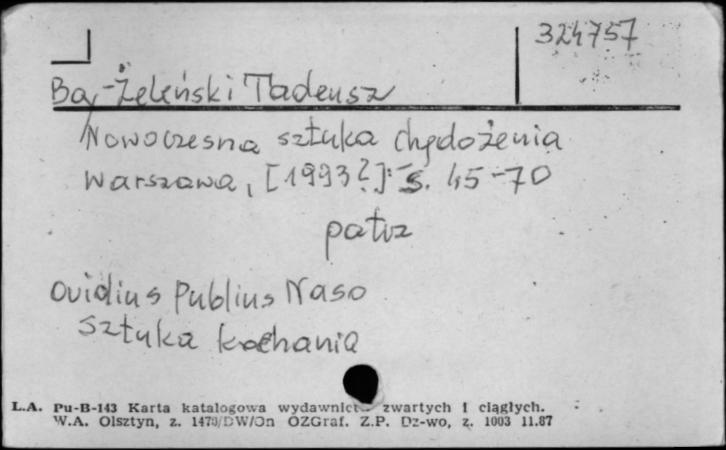 324757
Boy-Żeleński Tadeusz
Nowoczesna sztuka chędożenia
Warszawa, [1993?]: s. 45-70
patrz
Ovidius Publius Naso
Sztuka kochania
L.A. Pu-B-143 Karta katalogowa wydawnictw zwartych i ciągłych.
W.A. Olsztyn, z. 1470/DW/On OZGraf. Z.P. Dz-wo, z. 1003 11.87